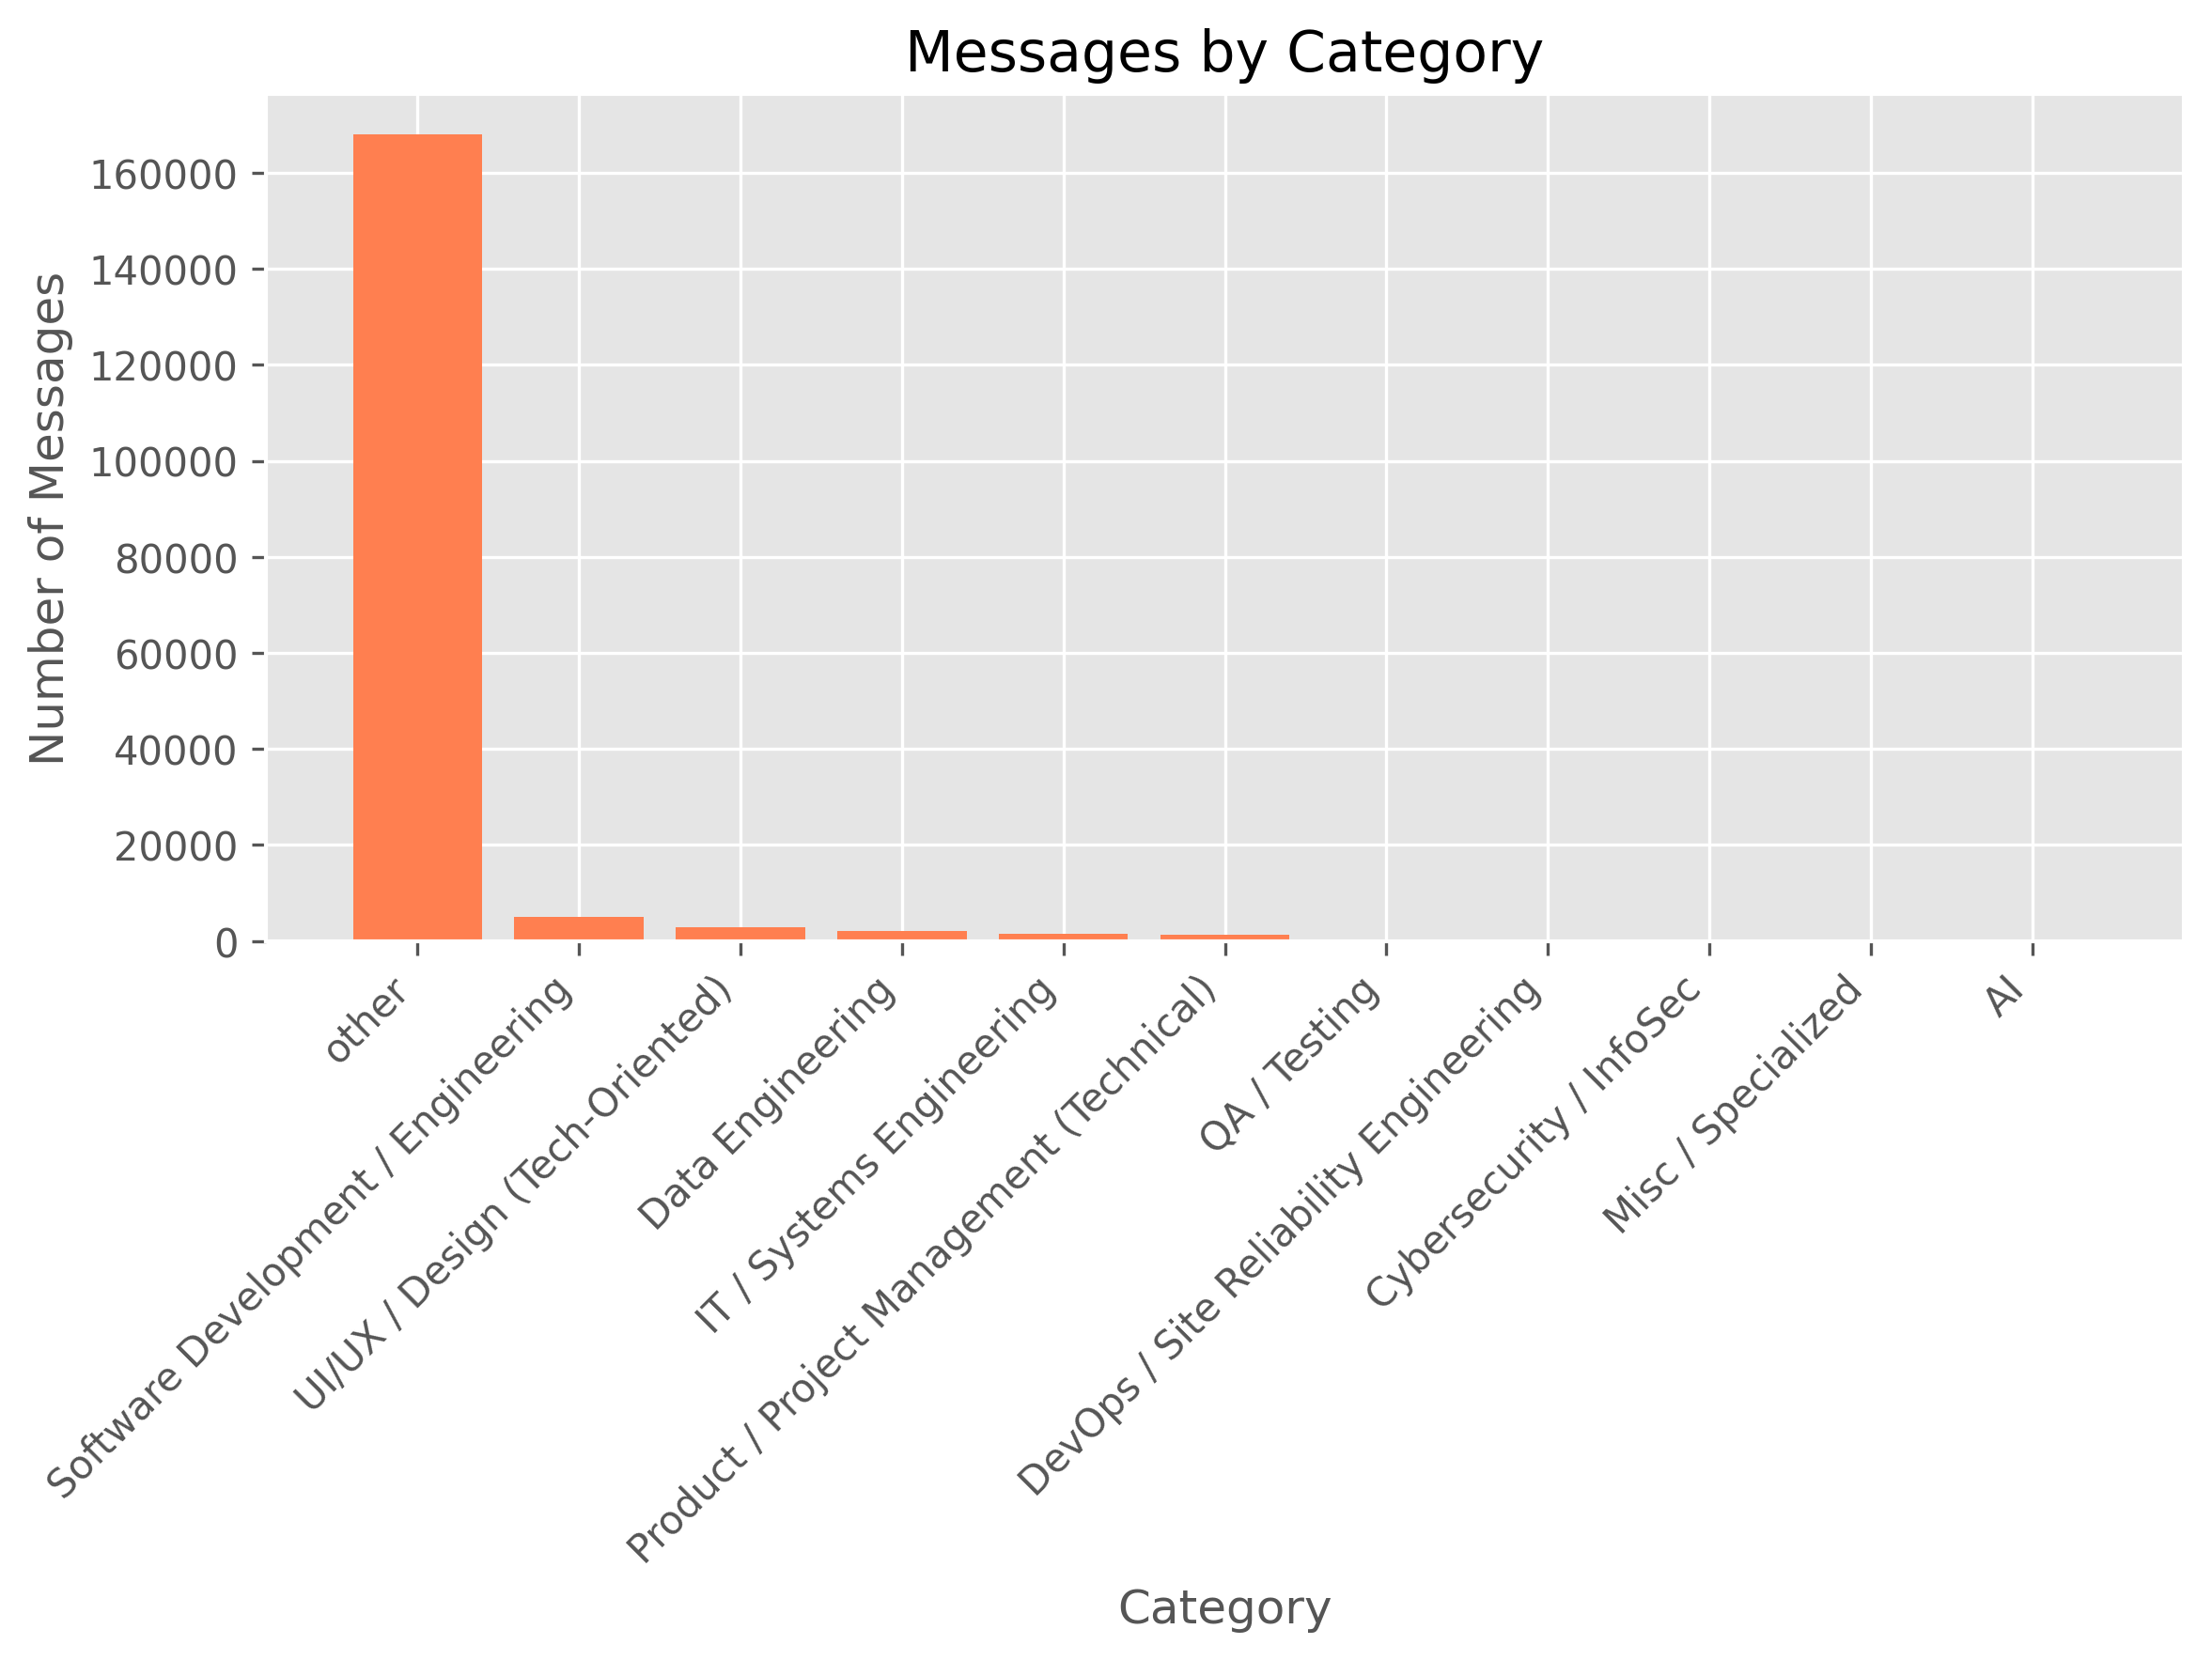 Messages by Category
Number of Messages
160000
140000
120000
100000
80000
60000
40000
20000
0
other
Software Development / Engineering
UI/UX / Design (Tech-Oriented)
Data Engineering
IT / Systems Engineering
Product / Project Management (Technical)
QA / Testing
DevOps / Site Reliability Engineering
Cybersecurity / InfoSec
Misc / Specialized
AI
Category